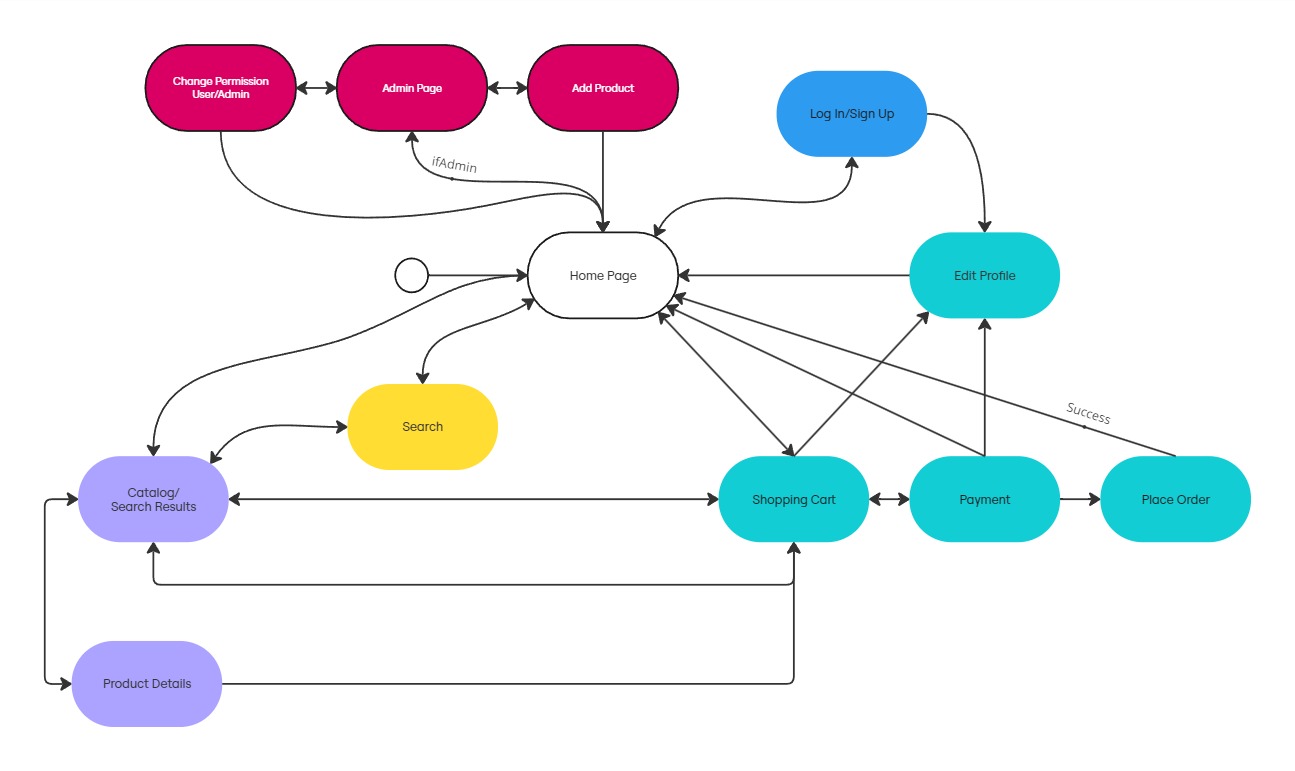 Change Permission
User/Admin
Admin Page
Add Product
Log In/Sign Up
ifAdmin
Home Page
Edit Profile
Search
Success
Catalog/
Search Results
Shopping Cart
Payment
Place Order
Product Details